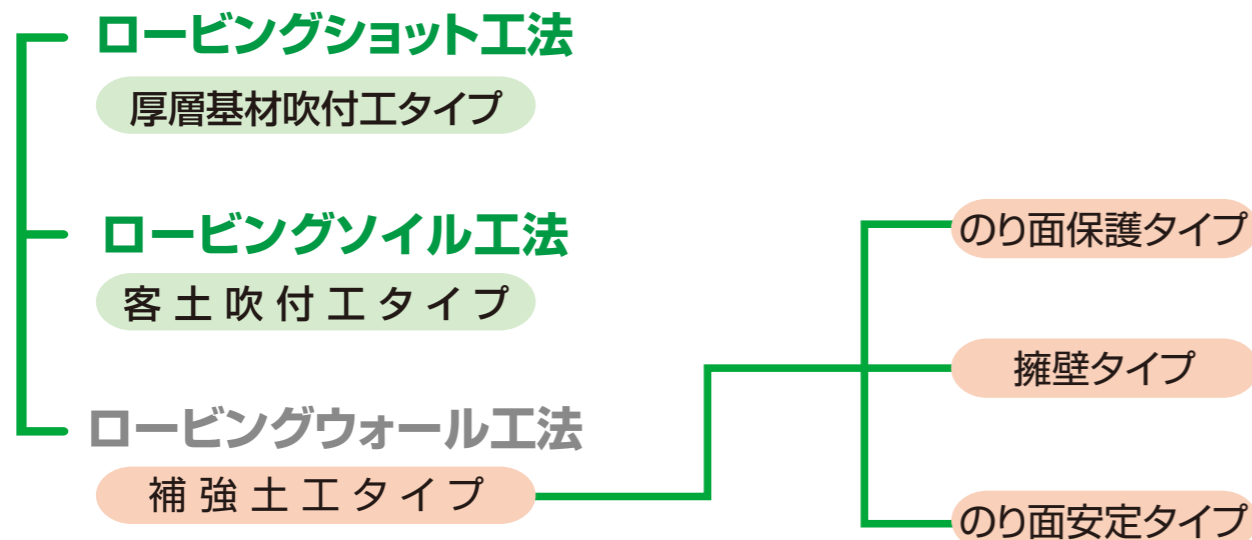 ロービングショット工法
厚層基材吹付工タイプ
ロービングソイル工法
客土吹付工タイプ
ロービングウォール工法
補強土工タイプ
のり面保護タイプ
擁壁タイプ
のり面安定タイプ